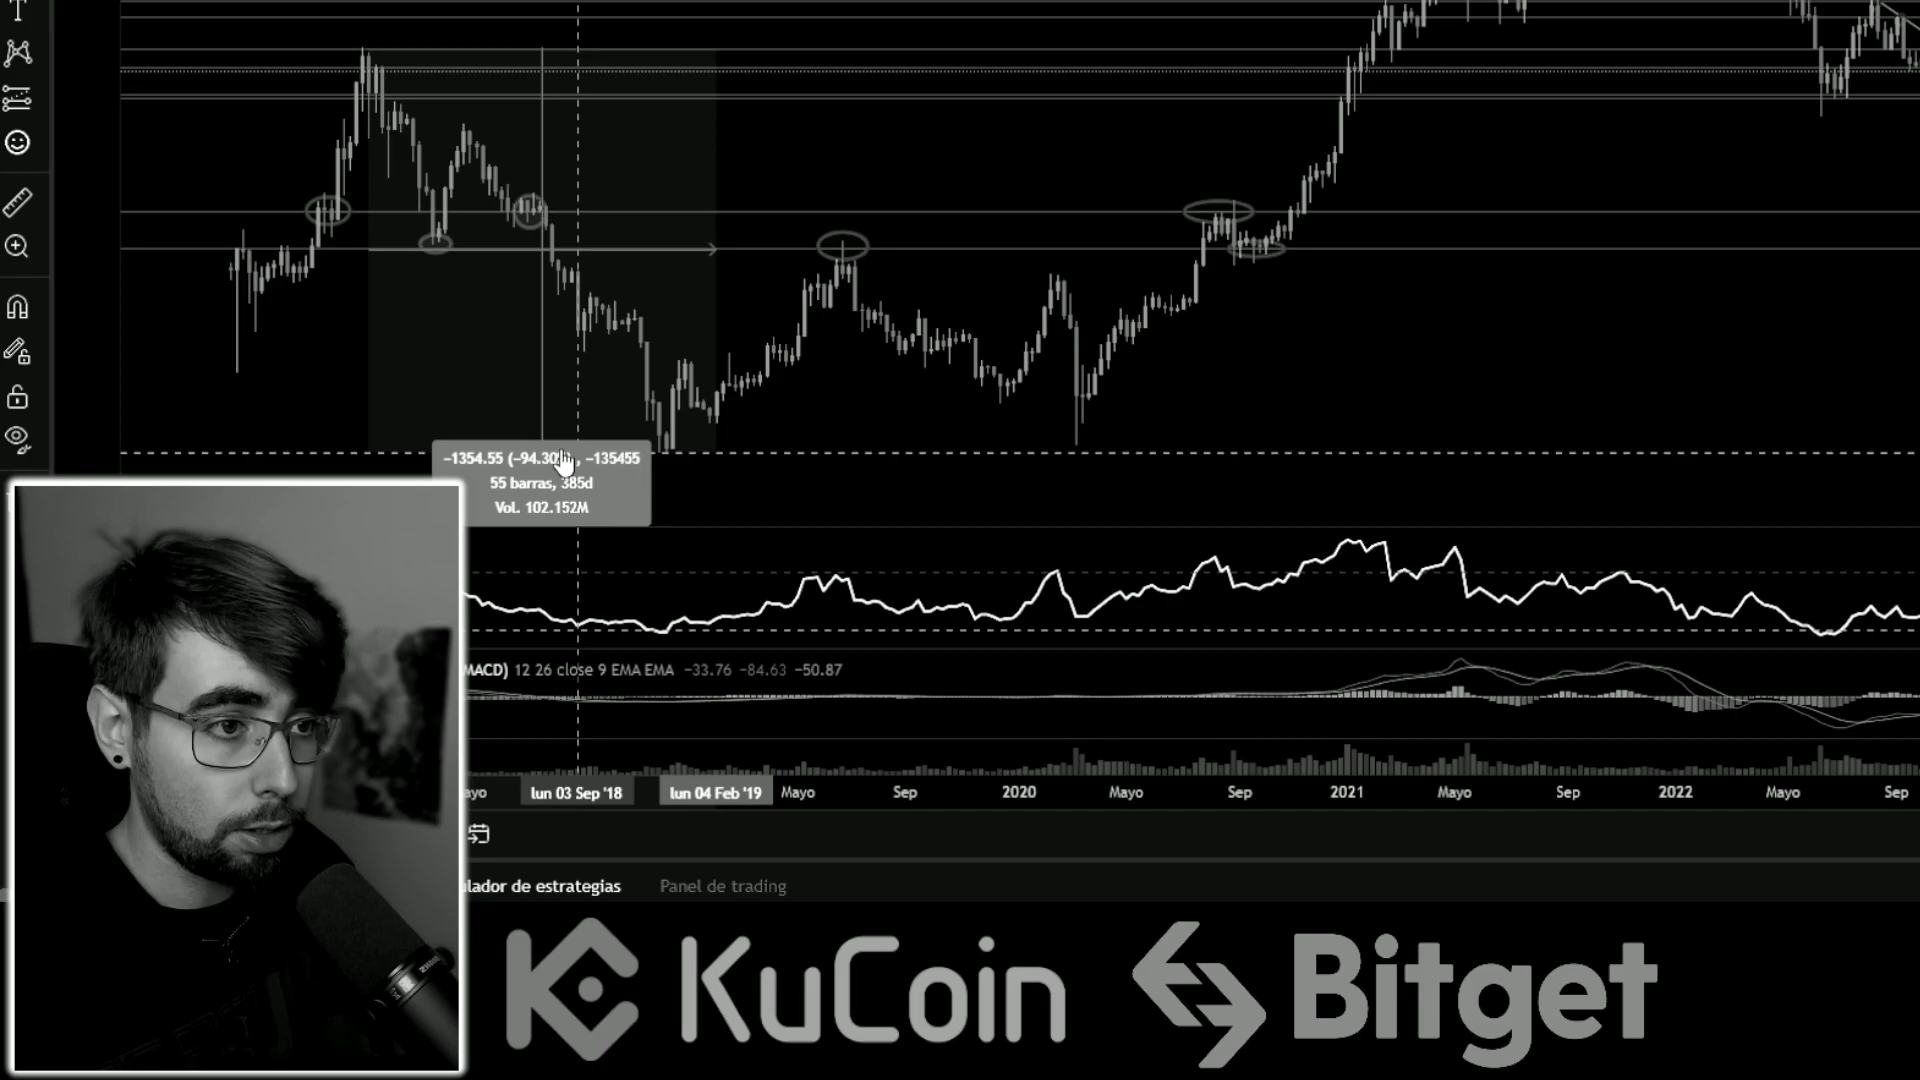 −1354.55 (−94.30%), −135455
55 barras, 385d
Vol. 102.152M
MACD) 12 26 close 9 EMA EMA −33.76 −84.63 −50.87
ayo lun 03 Sep '18 lun 04 Feb '19 Mayo Sep 2020 Mayo Sep 2021 Mayo Sep 2022 Mayo Sep
ulador de estrategias Panel de trading
KuCoin Bitget